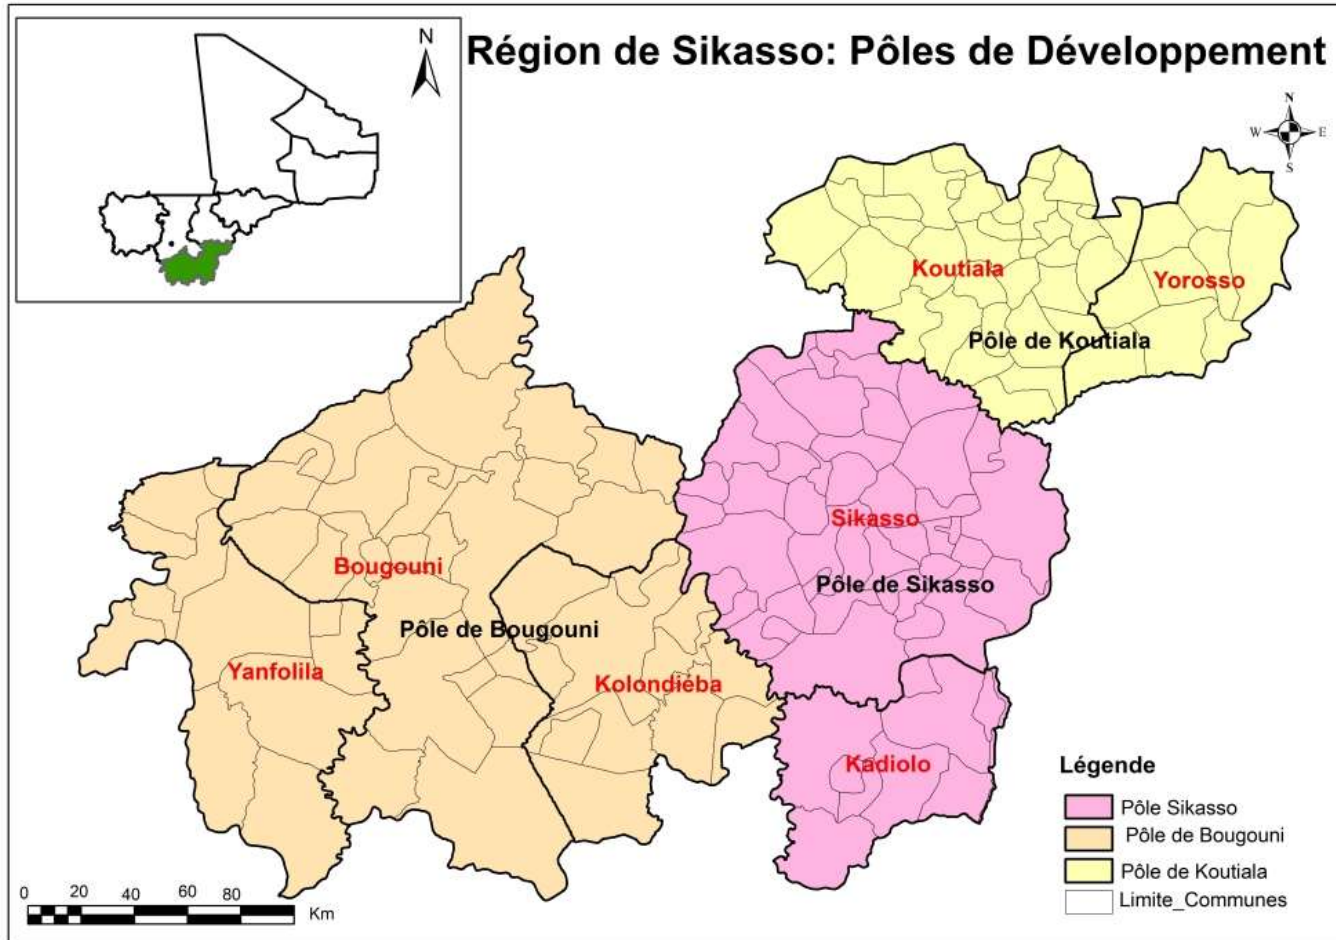 Région de Sikasso: Pôles de Développement
N
N
W E
S
Koutiala
Yorosso
Pôle de Koutiala
Sikasso
Bougouni
Pôle de Sikasso
Pôle de Bougouni
Yanfolila
Kolondiéba
Kadiolo
Légende
Pôle Sikasso
Pôle de Bougouni
Pôle de Koutiala
Limite_Communes
0 20 40 60 80
Km